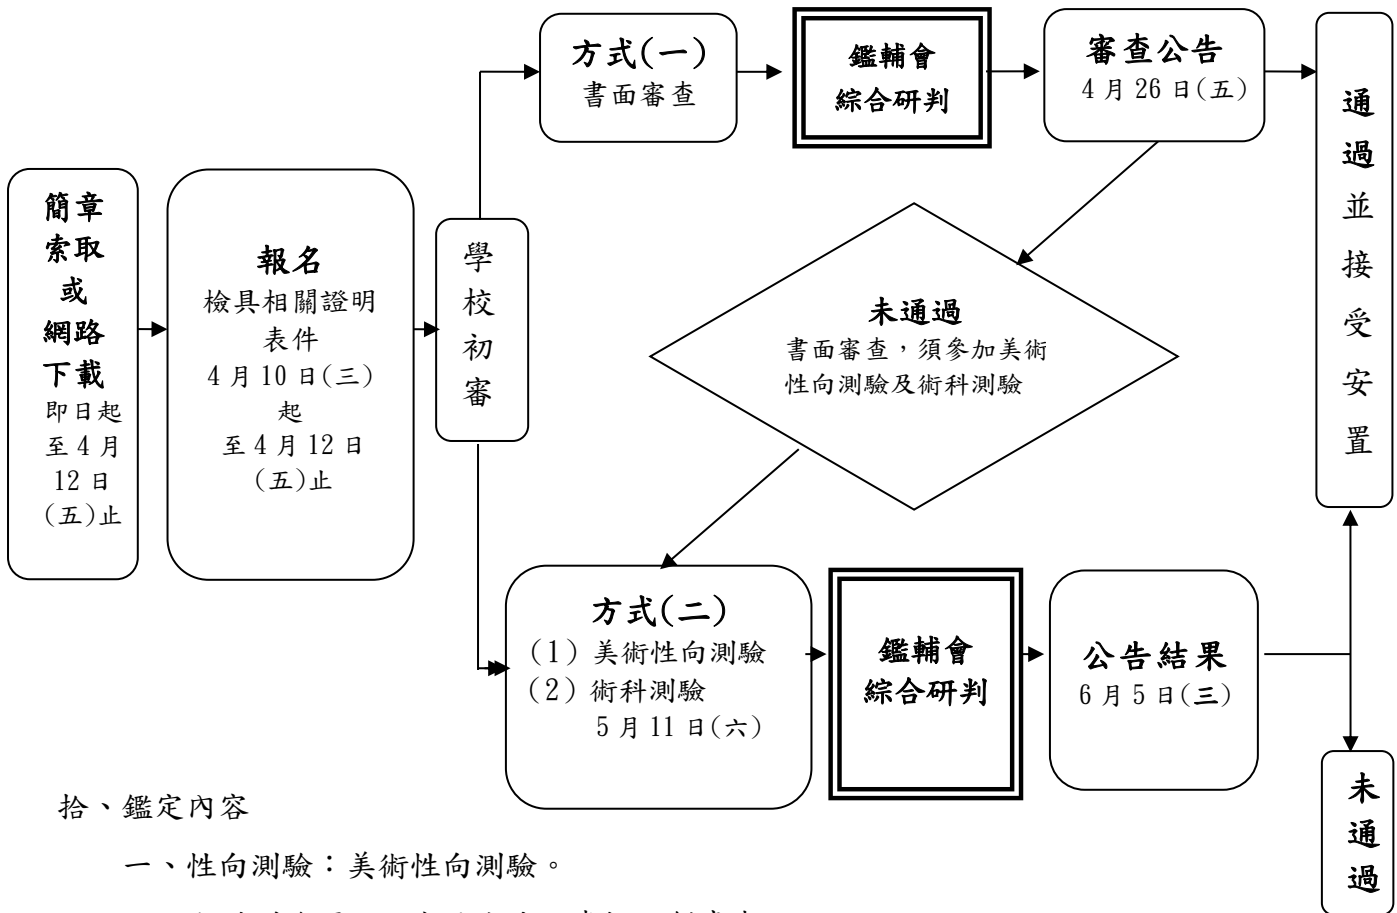 簡章
索取
或
網路
下載
即日起
至4月
12日
(五)止
報名
檢具相關證明
表件
4月10日(三)
起
至4月12日
(五)止
學
校
初
審
方式(一)
書面審查
鑑輔會
綜合研判
審查公告
4月26日(五)
未通過
書面審查，須參加美術
性向測驗及術科測驗
方式(二)
(1)美術性向測驗
(2)術科測驗
5月11日(六)
鑑輔會
綜合研判
公告結果
6月5日(三)
通
過
並
接
受
安
置
未
通
過
拾、鑑定內容
一、性向測驗：美術性向測驗。